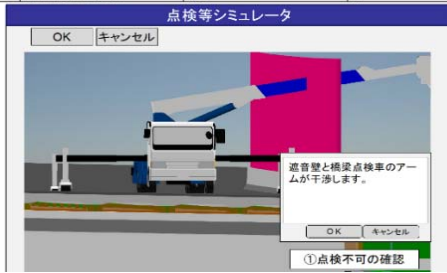 点検等シミュレータ
OK キャンセル
遮音壁と橋梁点検車のアー
ムが干渉します。
OK キャンセル
①点検不可の確認